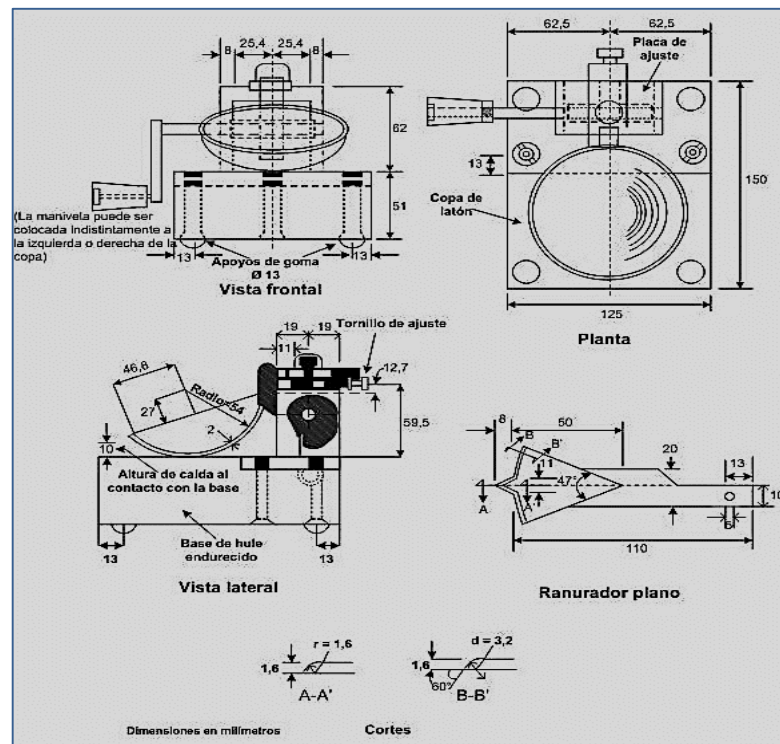 8
25,4
25,4
8
62
51
(La manivela puede ser
colocada Indistintamente a
la izquierda o derecha de la
copa)
Apoyos de goma
Ø 13
13
13
Vista frontal
62,5
62,5
Placa de
ajuste
13
150
Copa de
latón
125
Planta
19
19
Tornillo de ajuste
11
46,8
Radio=54
12,7
27
2
59,5
10
Altura de caída al
contacto con la base
Base de hule
endurecido
13
13
Vista lateral
8
50
B
B'
11
20
13
47°
A
A'
10
5
110
Ranurador plano
r = 1,6
1,6
A-A'
d = 3,2
1,6
60°
B-B'
Dimensiones en milímetros
Cortes